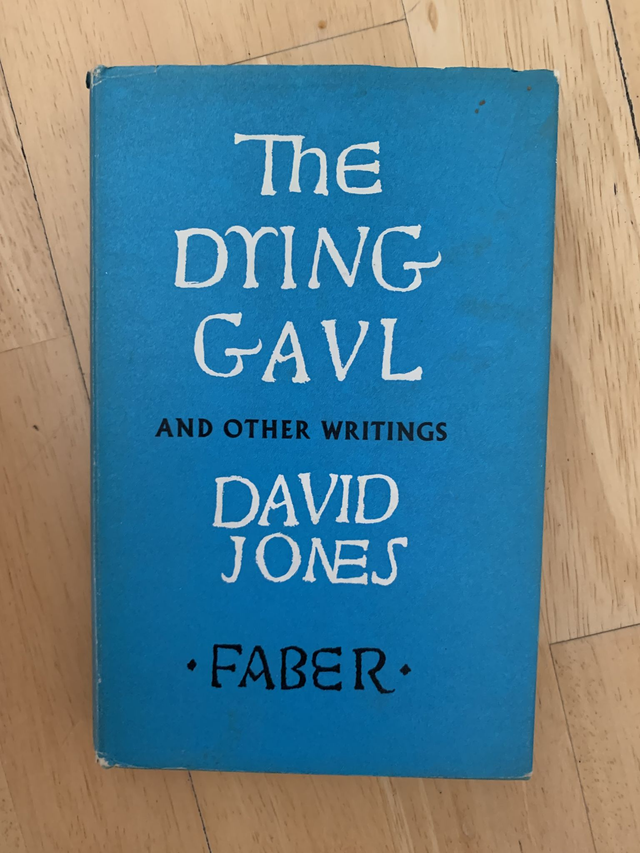 The
DYING
GAVL
AND OTHER WRITINGS
DAVID
JONES
·FABER·